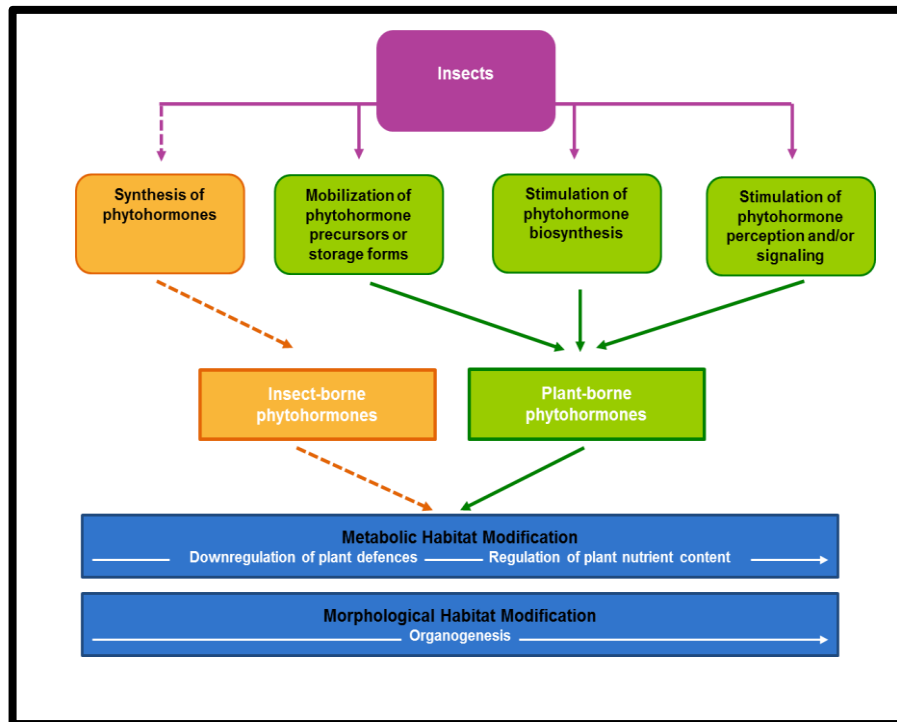 Insects
Synthesis of
phytohormones
Mobilization of
phytohormone
precursors or
storage forms
Stimulation of
phytohormone
biosynthesis
Stimulation of
phytohormone
perception and/or
signaling
Insect-borne
phytohormones
Plant-borne
phytohormones
Metabolic Habitat Modification
Downregulation of plant defences Regulation of plant nutrient content
Morphological Habitat Modification
Organogenesis